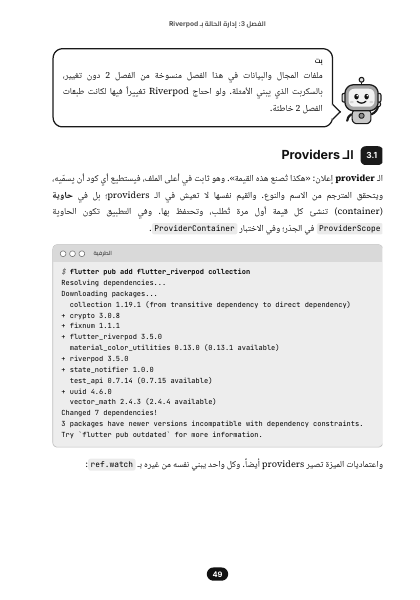 الفصل 3: إدارة الحالة بـ Riverpod
بت
ملفات المجال والبيانات في هذا الفصل منسوخة من الفصل 2 دون تغيير،
بالسكربت الذي يبني الأمثلة. ولو احتاج Riverpod تغييراً فيها لكانت طبقات
الفصل 2 خاطئة.
3.1 الـ Providers
الـ provider إعلان: «هكذا تُصنع هذه القيمة». وهو ثابت في أعلى الملف، فيستطيع أي كود أن يسمّيه،
ويتحقق المترجم من الاسم والنوع. والقيم نفسها لا تعيش في الـ providers؛ بل في حاوية
(container) تنشئ كل قيمة أول مرة تُطلب، وتحتفظ بها. وفي التطبيق تكون الحاوية
ProviderScope في الجذر؛ وفي الاختبار ProviderContainer.
الطرفية
$ flutter pub add flutter_riverpod collection
Resolving dependencies...
Downloading packages...
collection 1.19.1 (from transitive dependency to direct dependency)
+ crypto 3.0.8
+ fixnum 1.1.1
+ flutter_riverpod 3.5.0
material_color_utilities 0.13.0 (0.13.1 available)
+ riverpod 3.5.0
+ state_notifier 1.0.0
test_api 0.7.14 (0.7.15 available)
+ uuid 4.6.0
vector_math 2.4.3 (2.4.4 available)
Changed 7 dependencies!
3 packages have newer versions incompatible with dependency constraints.
Try `flutter pub outdated` for more information.
واعتماديات الميزة تصير providers أيضاً. وكل واحد يبني نفسه من غيره بـ ref.watch:
49